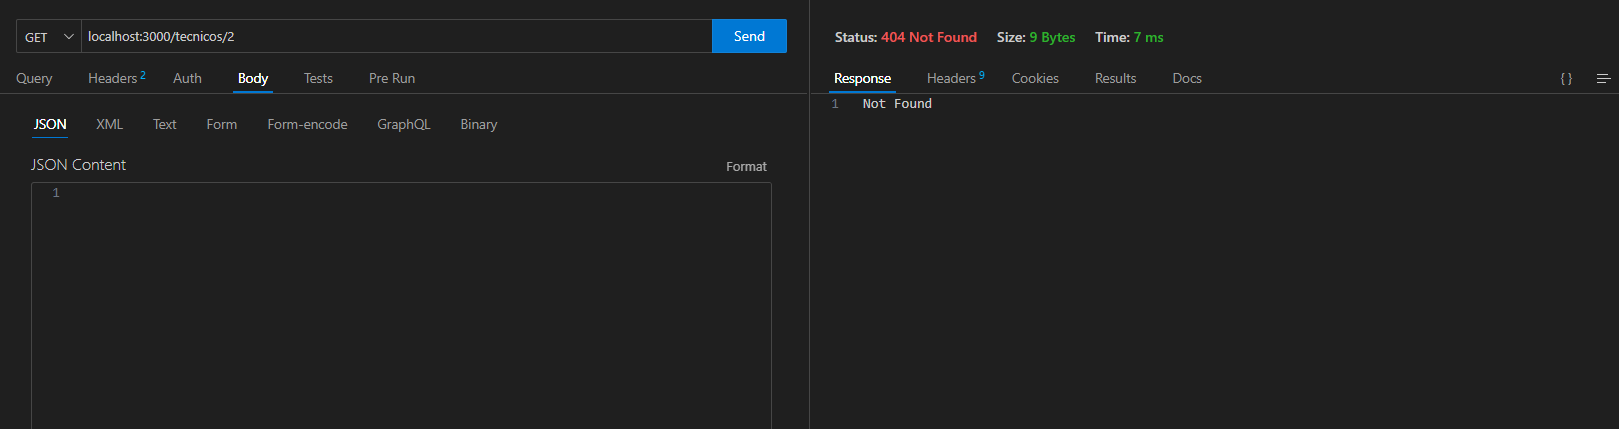 GET localhost:3000/tecnicos/2 Send
Query Headers 2 Auth Body Tests Pre Run
JSON XML Text Form Form-encode GraphQL Binary
JSON Content Format
1
Status: 404 Not Found Size: 9 Bytes Time: 7 ms
Response Headers 9 Cookies Results Docs { }
1 Not Found